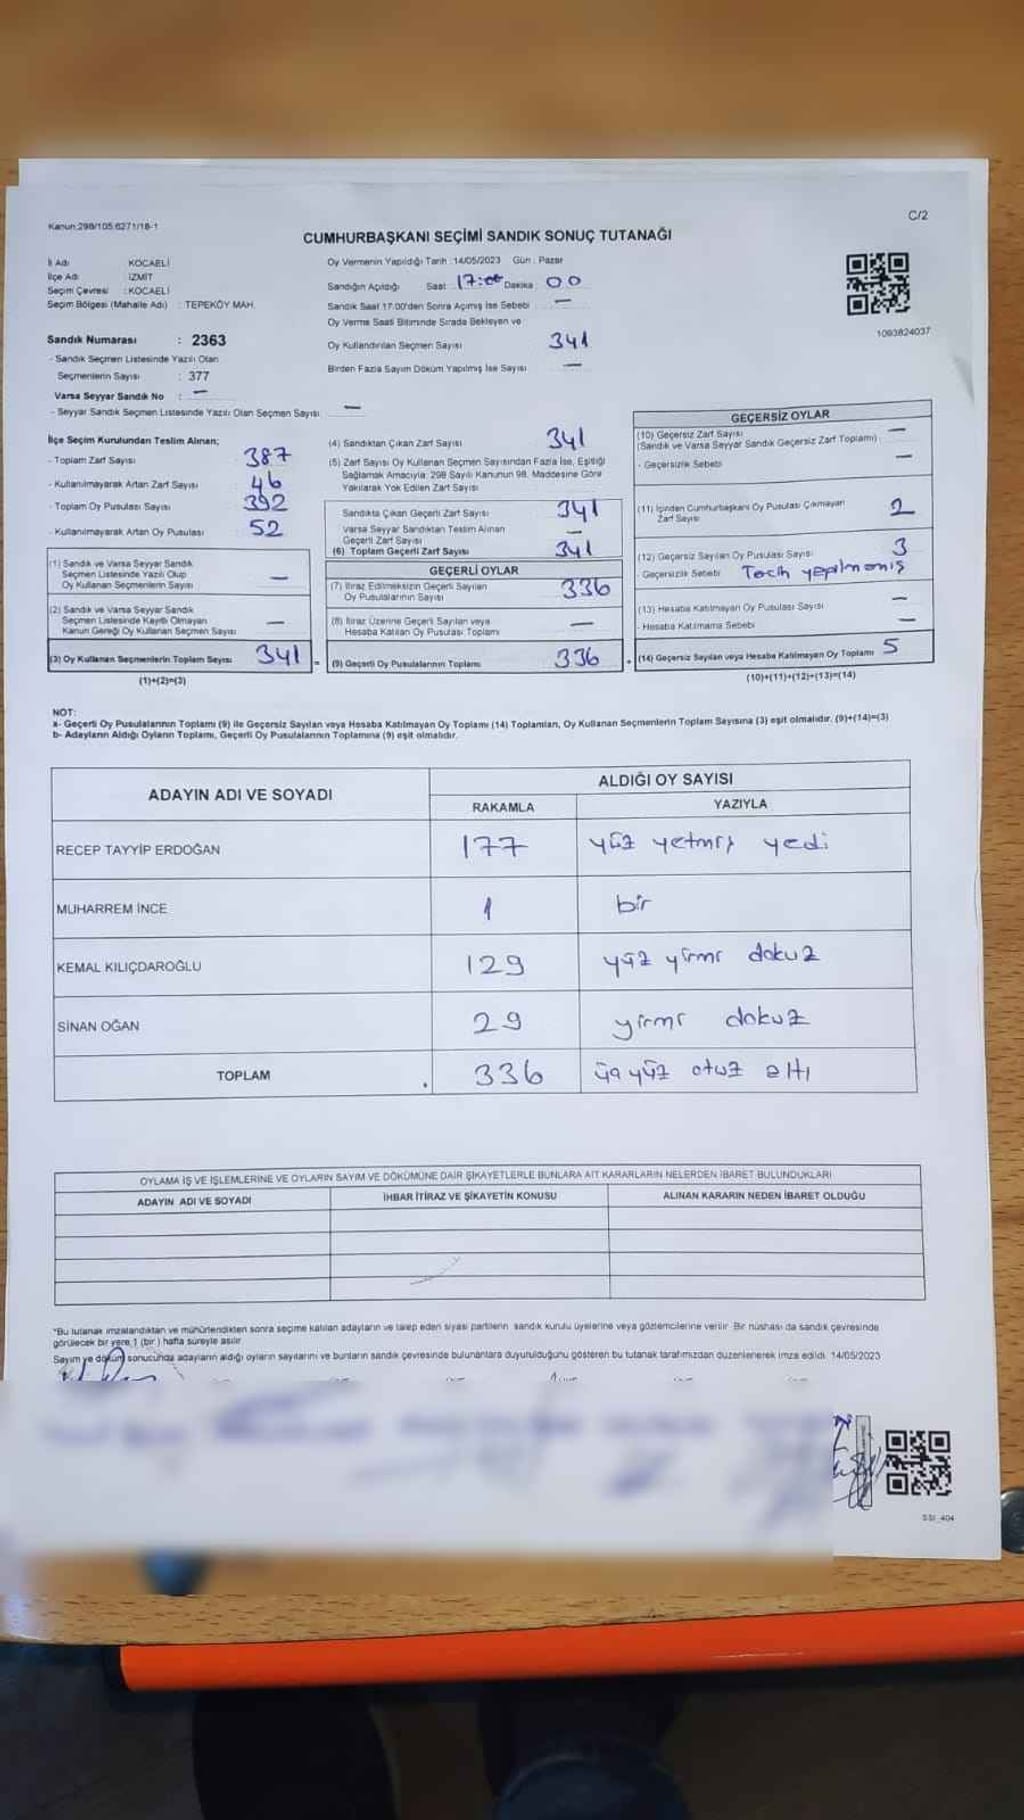 Kanun:298/105:6271/18-1
C/2
CUMHURBAŞKANI SEÇİMİ SANDIK SONUÇ TUTANAĞI
İl Adı : KOCAELİ
İlçe Adı : İZMİT
Seçim Çevresi : KOCAELİ
Seçim Bölgesi (Mahalle Adı) : TEPEKÖY MAH.
Sandık Numarası : 2363
- Sandık Seçmen Listesinde Yazılı Olan
Seçmenlerin Sayısı : 377
Varsa Seyyar Sandık No : —
- Seyyar Sandık Seçmen Listesinde Yazılı Olan Seçmen Sayısı —
Oy Vermenin Yapıldığı Tarih : 14/05/2023 Gün : Pazar
Sandığın Açıldığı Saat : 17:00 Dakika : 00
Sandık Saat 17.00'den Sonra Açılmış İse Sebebi —
Oy Verme Saati Bitiminde Sırada Bekleyen ve
Oy Kullandırılan Seçmen Sayısı 341
Birden Fazla Sayım Döküm Yapılmış İse Sayısı —
1093824037
İlçe Seçim Kurulundan Teslim Alınan;
- Toplam Zarf Sayısı 387
- Kullanılmayarak Artan Zarf Sayısı 46
- Toplam Oy Pusulası Sayısı 392
- Kullanılmayarak Artan Oy Pusulası 52
(1) Sandık ve Varsa Seyyar Sandık
Seçmen Listesinde Yazılı Olup
Oy Kullanan Seçmenlerin Sayısı —
(2) Sandık ve Varsa Seyyar Sandık
Seçmen Listesinde Kayıtlı Olmayan
Kanun Gereği Oy Kullanan Seçmen Sayısı —
(3) Oy Kullanan Seçmenlerin Toplam Sayısı 341
(1)+(2)=(3)
(4) Sandıktan Çıkan Zarf Sayısı 341
(5) Zarf Sayısı Oy Kullanan Seçmen Sayısından Fazla İse, Eşitliği
Sağlamak Amacıyla, 298 Sayılı Kanunun 98. Maddesine Göre
Yakılarak Yok Edilen Zarf Sayısı
Sandıkta Çıkan Geçerli Zarf Sayısı 341
Varsa Seyyar Sandıktan Teslim Alınan
Geçerli Zarf Sayısı —
(6) Toplam Geçerli Zarf Sayısı 341
GEÇERLİ OYLAR
(7) İtiraz Edilmeksizin Geçerli Sayılan
Oy Pusulalarının Sayısı 336
(8) İtiraz Üzerine Geçerli Sayılan veya
Hesaba Katılan Oy Pusulası Toplamı —
= (9) Geçerli Oy Pusulalarının Toplamı 336
GEÇERSİZ OYLAR
(10) Geçersiz Zarf Sayısı —
(Sandık ve Varsa Seyyar Sandık Geçersiz Zarf Toplamı)
- Geçersizlik Sebebi —
(11) İçinden Cumhurbaşkanı Oy Pusulası Çıkmayan
Zarf Sayısı 2
(12) Geçersiz Sayılan Oy Pusulası Sayısı 3
- Geçersizlik Sebebi Tecih yapılmamış
(13) Hesaba Katılmayan Oy Pusulası Sayısı —
- Hesaba Katılmama Sebebi —
+ (14) Geçersiz Sayılan veya Hesaba Katılmayan Oy Toplamı 5
(10)+(11)+(12)+(13)=(14)
NOT:
a- Geçerli Oy Pusulalarının Toplamı (9) ile Geçersiz Sayılan veya Hesaba Katılmayan Oy Toplamı (14) Toplamları, Oy Kullanan Seçmenlerin Toplam Sayısına (3) eşit olmalıdır. (9)+(14)=(3)
b- Adayların Aldığı Oyların Toplamı, Geçerli Oy Pusulalarının Toplamına (9) eşit olmalıdır.
ADAYIN ADI VE SOYADI
ALDIĞI OY SAYISI
RAKAMLA YAZIYLA
RECEP TAYYİP ERDOĞAN 177 yüz yetmiş yedi
MUHARREM İNCE 1 bir
KEMAL KILIÇDAROĞLU 129 yüz yirmi dokuz
SİNAN OĞAN 29 yirmi dokuz
TOPLAM 336 üç yüz otuz altı
OYLAMA İŞ VE İŞLEMLERİNE VE OYLARIN SAYIM VE DÖKÜMÜNE DAİR ŞİKAYETLERLE BUNLARA AİT KARARLARIN NELERDEN İBARET BULUNDUKLARI
ADAYIN ADI VE SOYADI İHBAR İTİRAZ VE ŞİKAYETİN KONUSU ALINAN KARARIN NEDEN İBARET OLDUĞU
*Bu tutanak imzalandıktan ve mühürlendikten sonra seçime katılan adayların ve talep eden siyasi partilerin sandık kurulu üyelerine veya gözlemcilerine verilir. Bir nüshası da sandık çevresinde
görülecek bir yere 1 (bir ) hafta süreyle asılır.
Sayım ve döküm sonucunda adayların aldığı oyların sayılarını ve bunların sandık çevresinde bulunanlara duyurulduğunu gösteren bu tutanak tarafımızdan düzenlenerek imza edildi. 14/05/2023
SSI_404